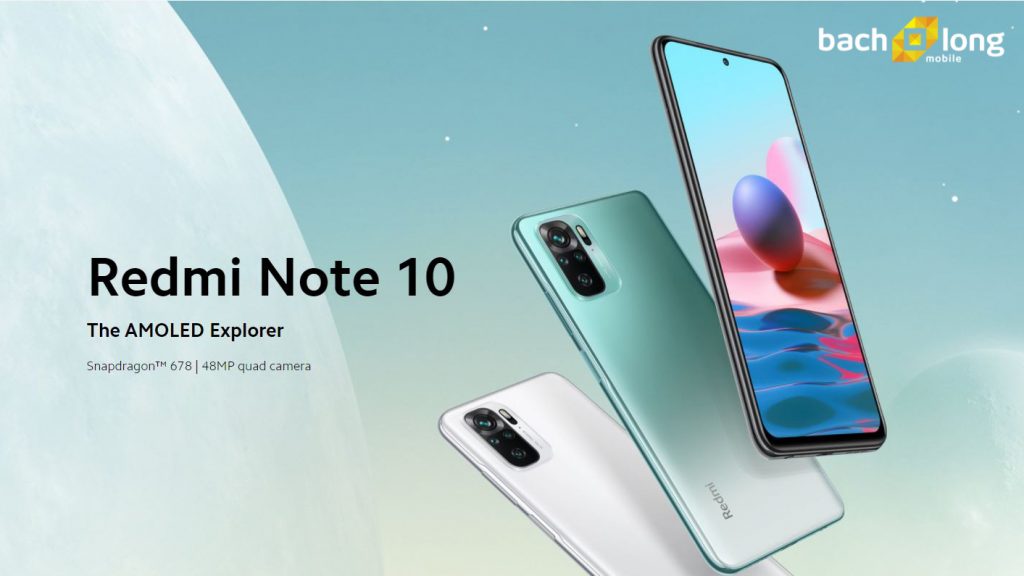 bach long
mobile
Redmi Note 10
The AMOLED Explorer
Snapdragon™ 678 | 48MP quad camera
Redmi